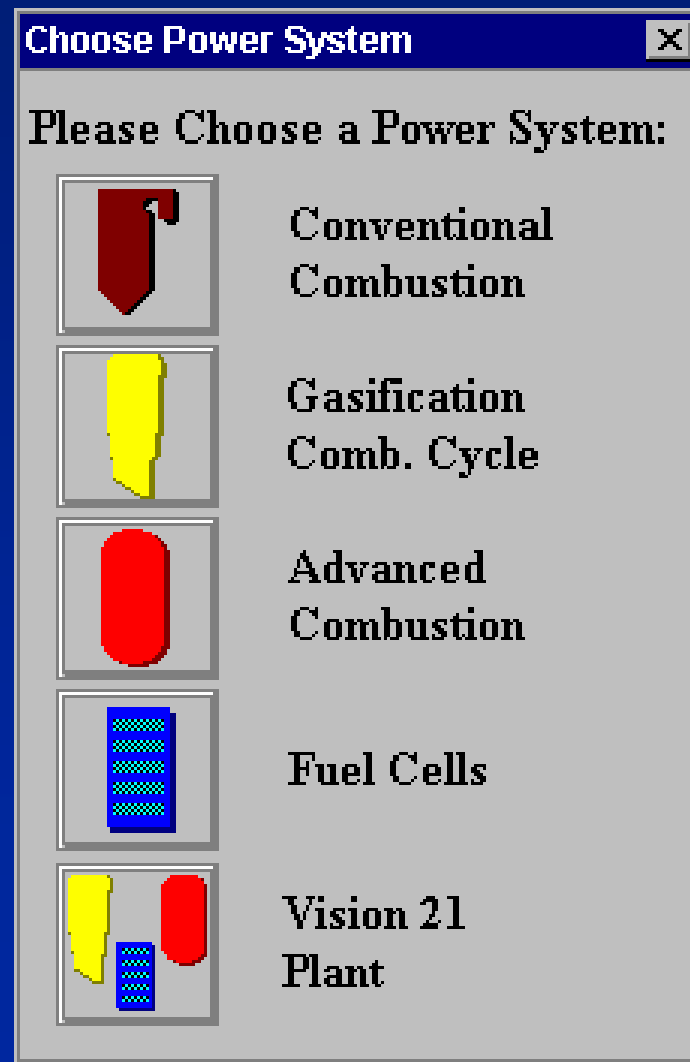 Choose Power System
Please Choose a Power System:
Conventional
Combustion
Gasification
Comb. Cycle
Advanced
Combustion
Fuel Cells
Vision 21
Plant